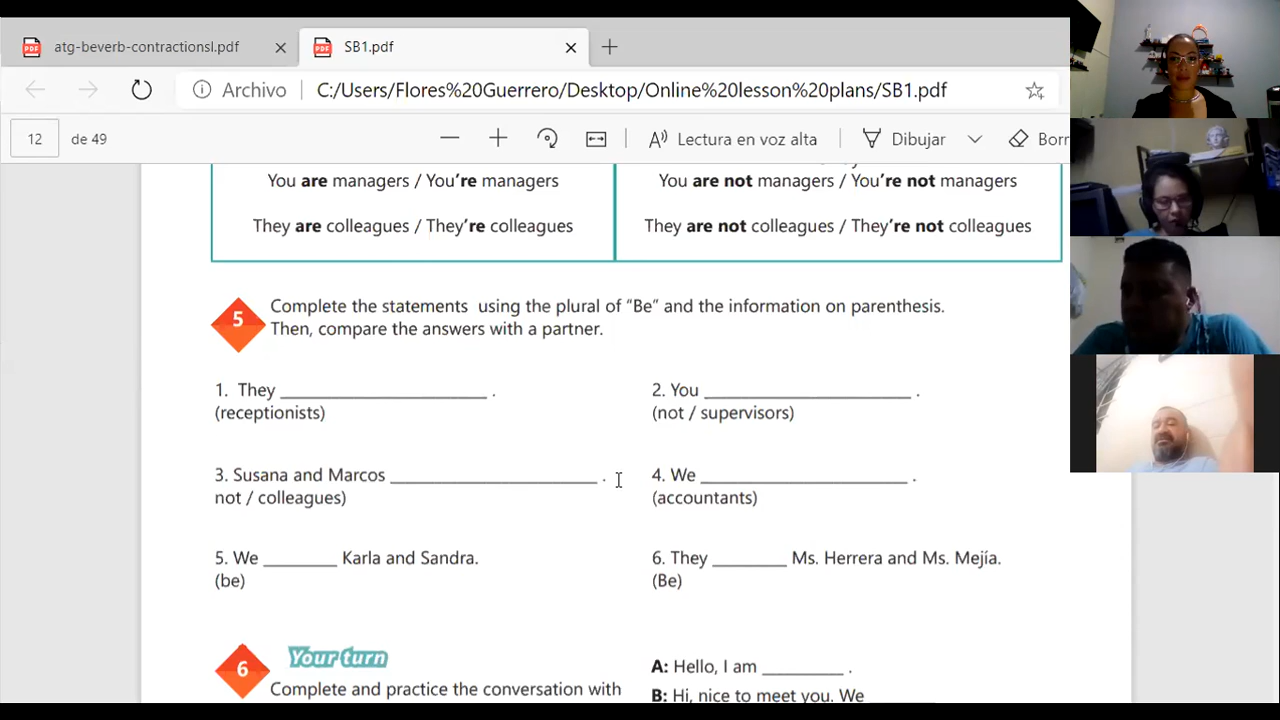 atg-beverb-contractionsI.pdf
SB1.pdf
Archivo
C:/Users/Flores%20Guerrero/Desktop/Online%20lesson%20plans/SB1.pdf
12 de 49
Lectura en voz alta
Dibujar
Borr
You are managers / You're managers
You are not managers / You're not managers
They are colleagues / They're colleagues
They are not colleagues / They're not colleagues
5
Complete the statements using the plural of "Be" and the information on parenthesis.
Then, compare the answers with a partner.
1. They ______________________ .
(receptionists)
2. You ______________________ .
(not / supervisors)
3. Susana and Marcos ______________________ .
not / colleagues)
4. We ______________________ .
(accountants)
5. We ________ Karla and Sandra.
(be)
6. They ________ Ms. Herrera and Ms. Mejía.
(Be)
6
Your turn
Complete and practice the conversation with
A: Hello, I am _________ .
B: Hi, nice to meet you. We _______